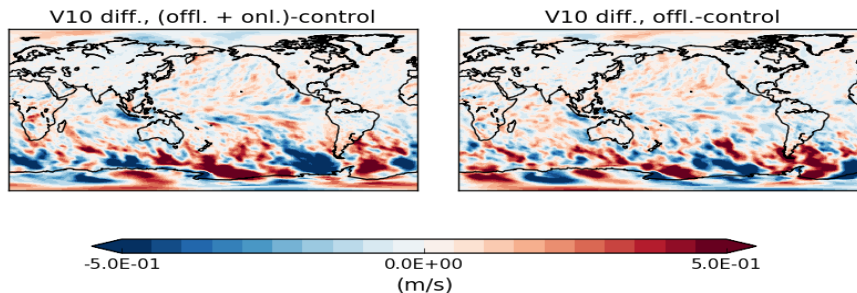 V10 diff., (offl. + onl.)-control
V10 diff., offl.-control
-5.0E-01 0.0E+00 5.0E-01
(m/s)